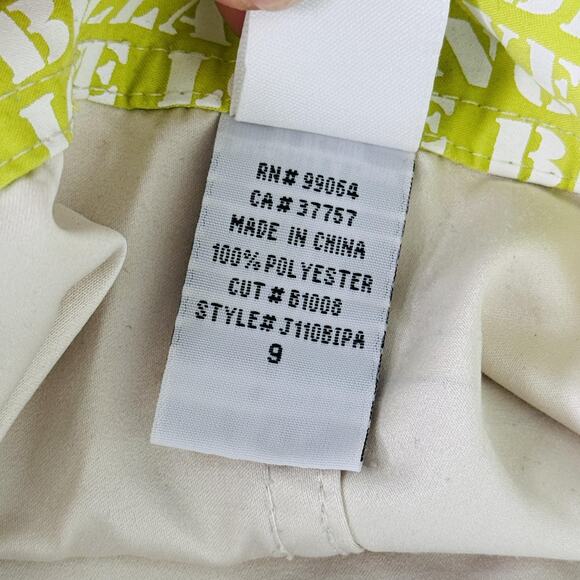 RN# 99064
CA# 37757
MADE IN CHINA
100% POLYESTER
CUT# B1008
STYLE# J110BIPA
9